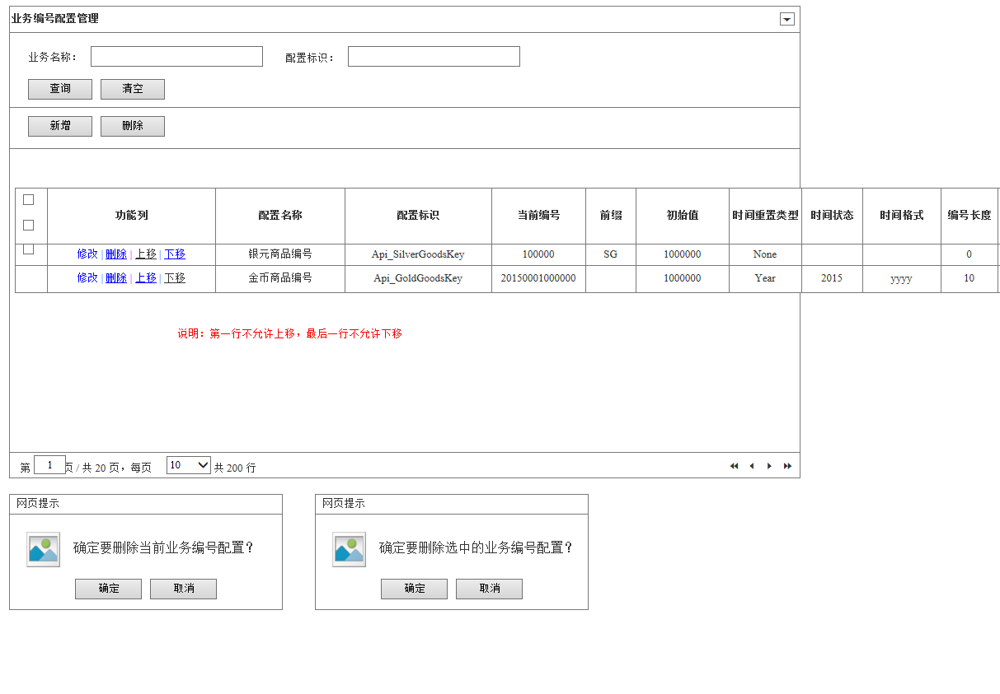 业务编号配置管理
业务名称： 配置标识：
查询 清空
新增 删除
功能列 配置名称 配置标识 当前编号 前缀 初始值 时间重置类型 时间状态 时间格式 编号长度
修改 | 删除 | 上移 | 下移 银元商品编号 Api_SilverGoodsKey 100000 SG 1000000 None 0
修改 | 删除 | 上移 | 下移 金币商品编号 Api_GoldGoodsKey 20150001000000 1000000 Year 2015 yyyy 10
说明：第一行不允许上移，最后一行不允许下移
第 1 页 / 共 20 页，每页 10 共 200 行
网页提示
确定要删除当前业务编号配置？
确定 取消
网页提示
确定要删除选中的业务编号配置？
确定 取消